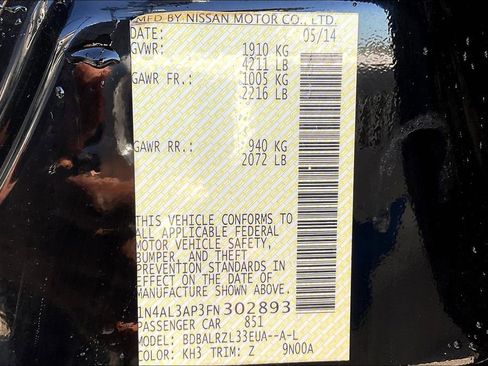 MFD BY NISSAN MOTOR CO., LTD.
DATE: 05/14
GVWR: 1910 KG
4211 LB
GAWR FR.: 1005 KG
2216 LB
GAWR RR.: 940 KG
2072 LB
THIS VEHICLE CONFORMS TO
ALL APPLICABLE FEDERAL
MOTOR VEHICLE SAFETY,
BUMPER, AND THEFT
PREVENTION STANDARDS IN
EFFECT ON THE DATE OF
MANUFACTURE SHOWN ABOVE.
1N4AL3AP3FN302893
PASSENGER CAR 851
MODEL: BDBALRZL33EUA--A-L
COLOR: KH3 TRIM: Z 9N00A